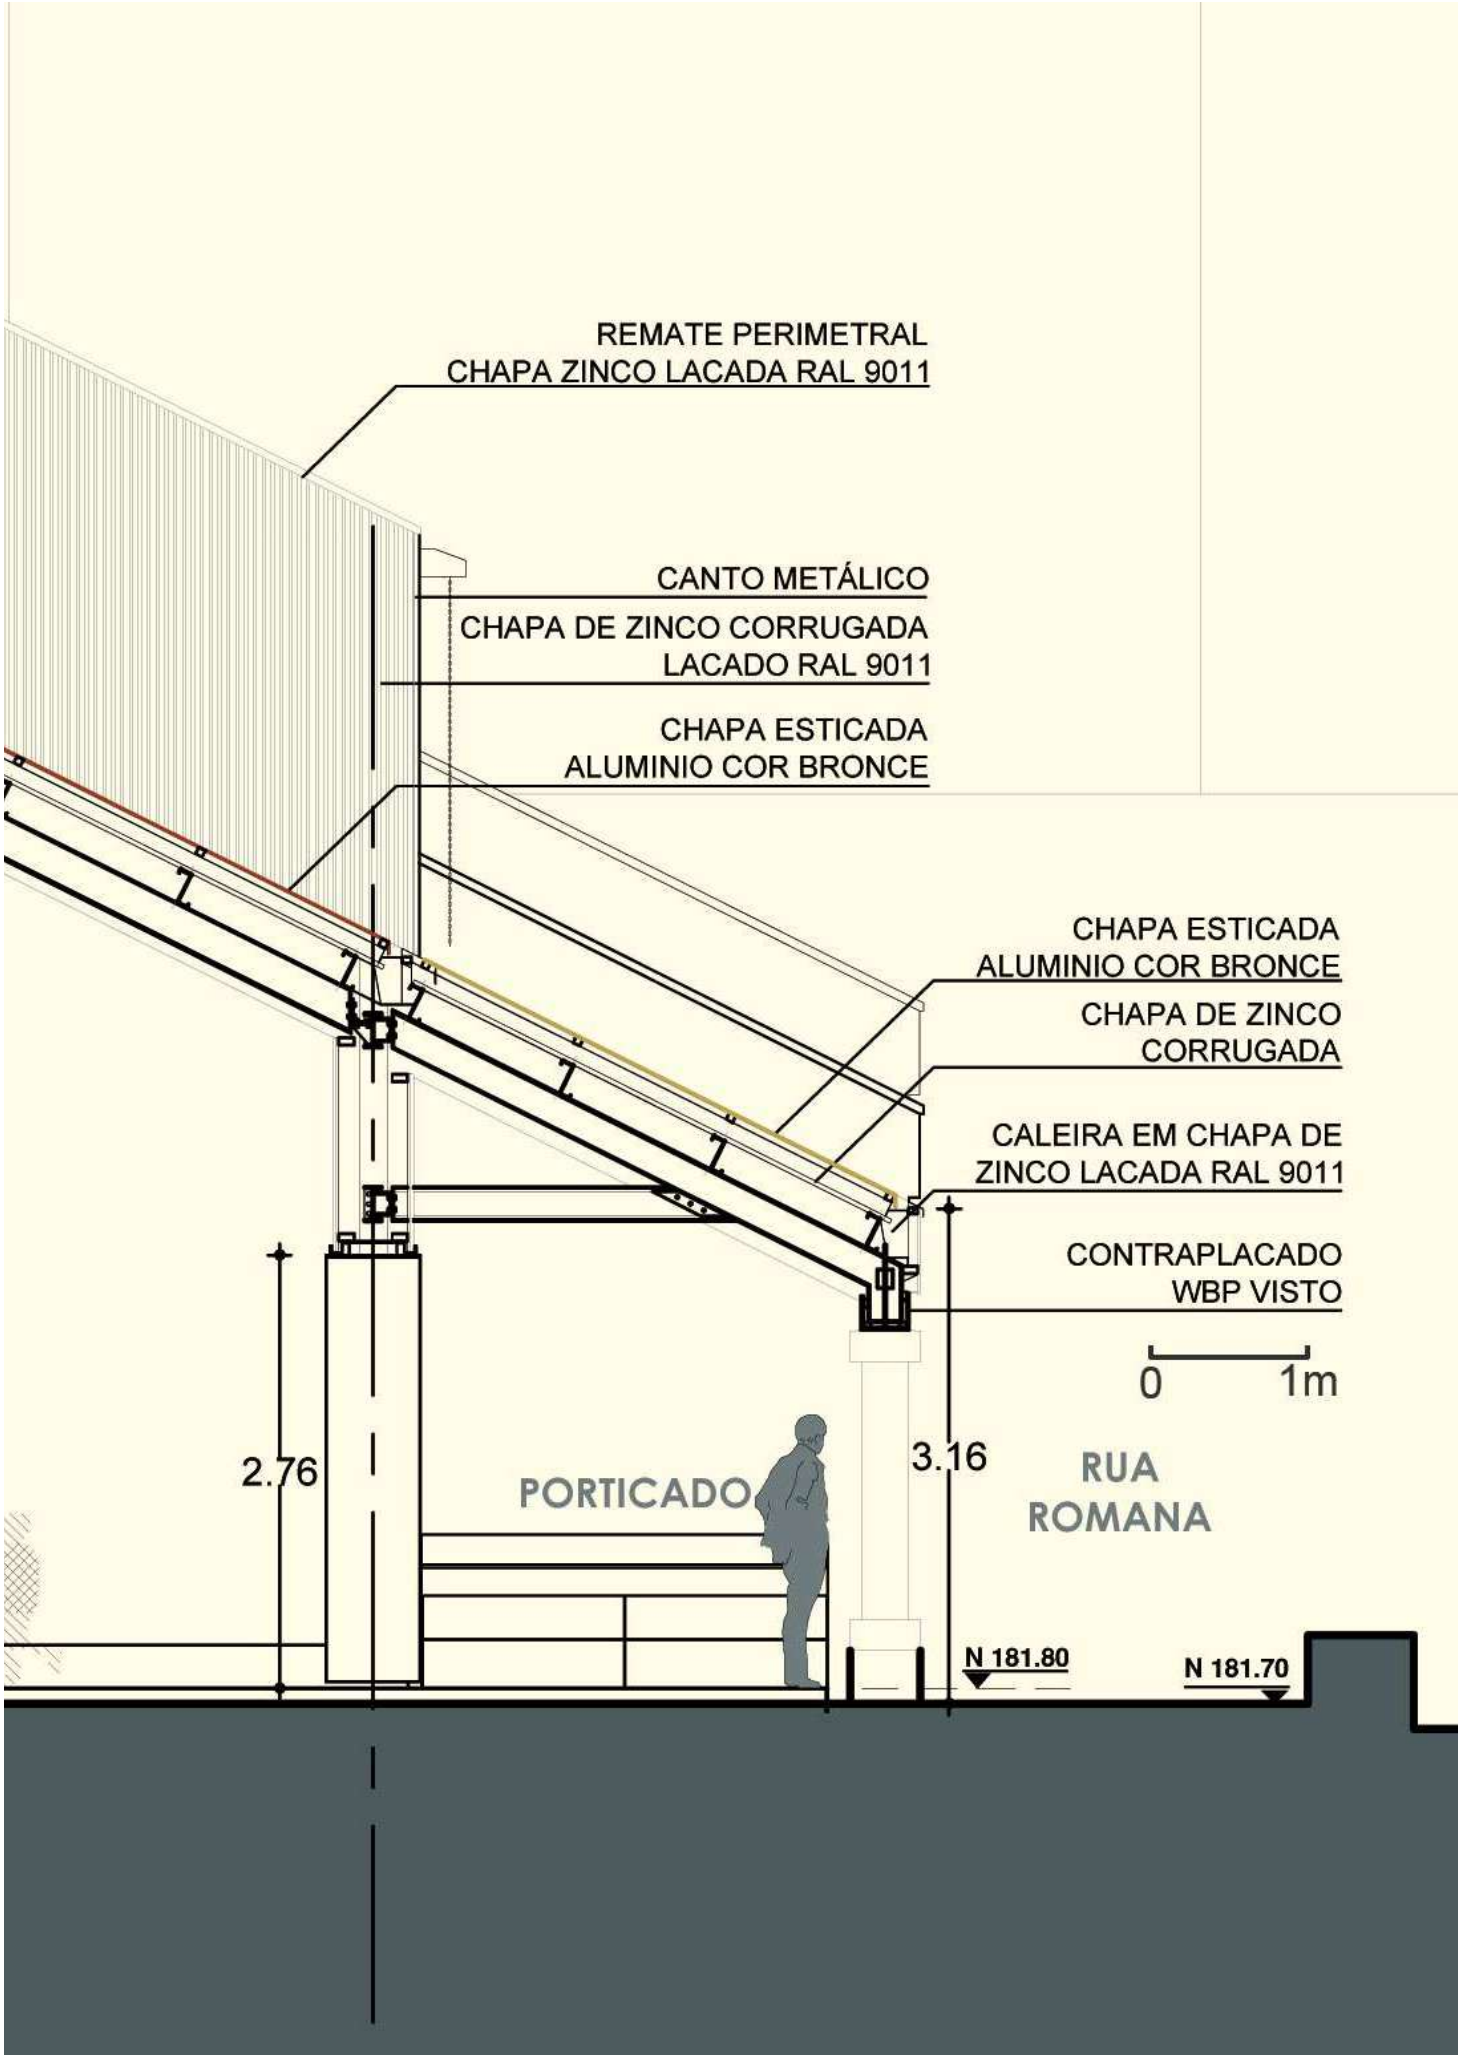 REMATE PERIMETRAL
CHAPA ZINCO LACADA RAL 9011
CANTO METÁLICO
CHAPA DE ZINCO CORRUGADA
LACADO RAL 9011
CHAPA ESTICADA
ALUMINIO COR BRONCE
CHAPA ESTICADA
ALUMINIO COR BRONCE
CHAPA DE ZINCO
CORRUGADA
CALEIRA EM CHAPA DE
ZINCO LACADA RAL 9011
CONTRAPLACADO
WBP VISTO
0 1m
2.76
PORTICADO
3.16
RUA
ROMANA
N 181.80
N 181.70